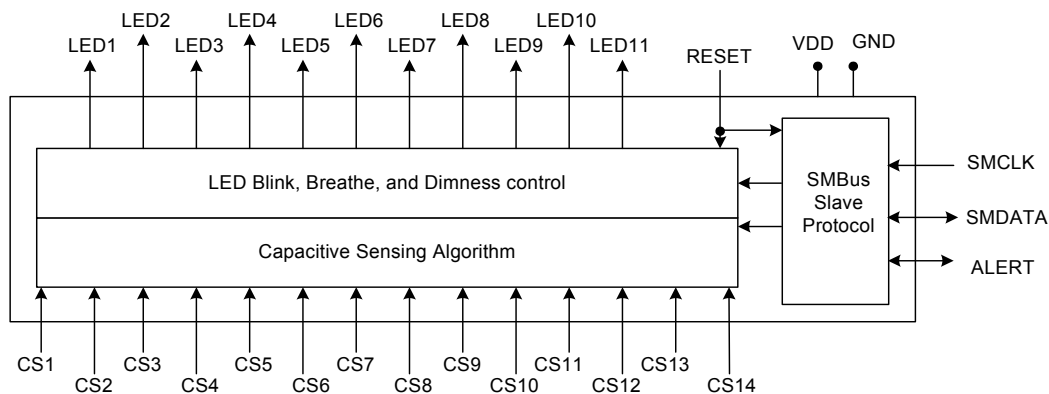 LED2 LED4 LED6 LED8 LED10
LED1 LED3 LED5 LED7 LED9 LED11
RESET
VDD
GND
LED Blink, Breathe, and Dimness control
Capacitive Sensing Algorithm
SMBus
Slave
Protocol
SMCLK
SMDATA
ALERT
CS1 CS3 CS5 CS7 CS9 CS11 CS13
CS2 CS4 CS6 CS8 CS10 CS12 CS14